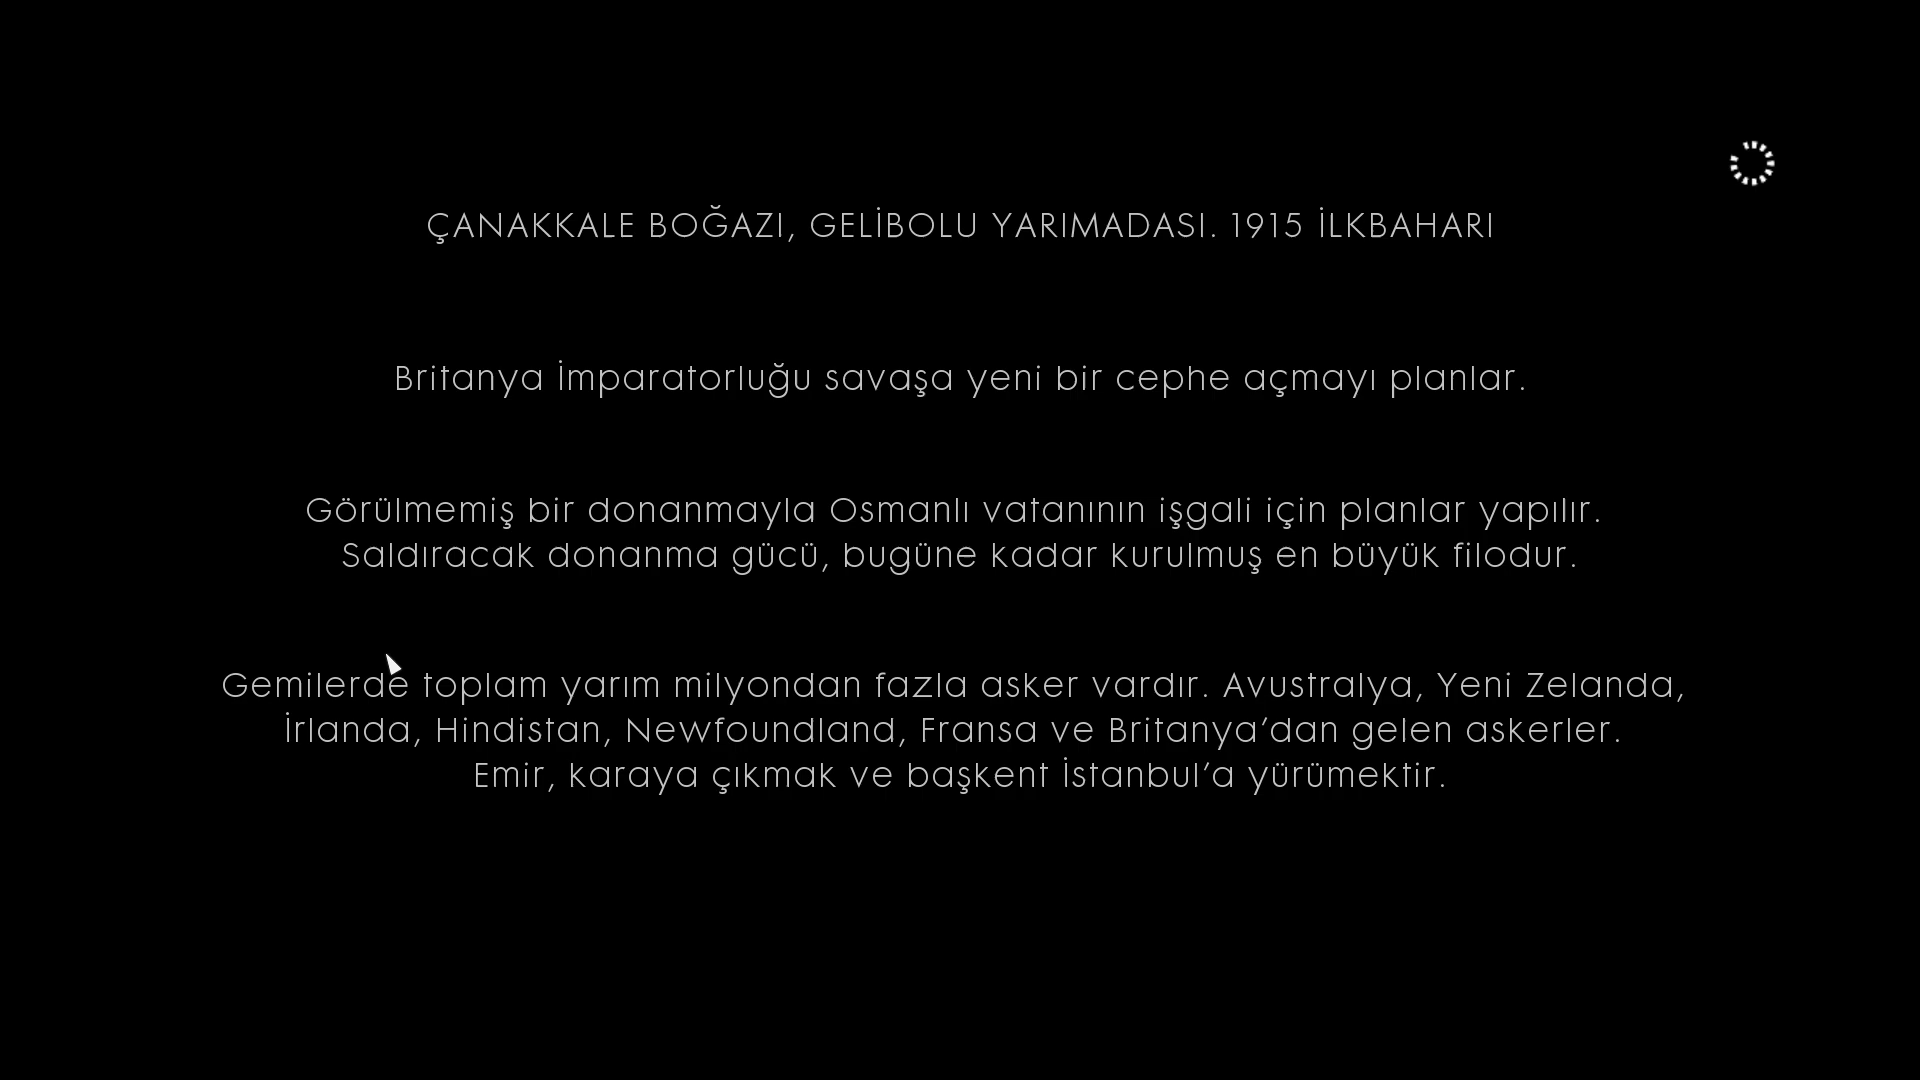 ÇANAKKALE BOĞAZI, GELİBOLU YARIMADASI. 1915 İLKBAHARI
Britanya İmparatorluğu savaşa yeni bir cephe açmayı planlar.
Görülmemiş bir donanmayla Osmanlı vatanının işgali için planlar yapılır.
Saldıracak donanma gücü, bugüne kadar kurulmuş en büyük filodur.
Gemilerde toplam yarım milyondan fazla asker vardır. Avustralya, Yeni Zelanda,
İrlanda, Hindistan, Newfoundland, Fransa ve Britanya’dan gelen askerler.
Emir, karaya çıkmak ve başkent İstanbul’a yürümektir.